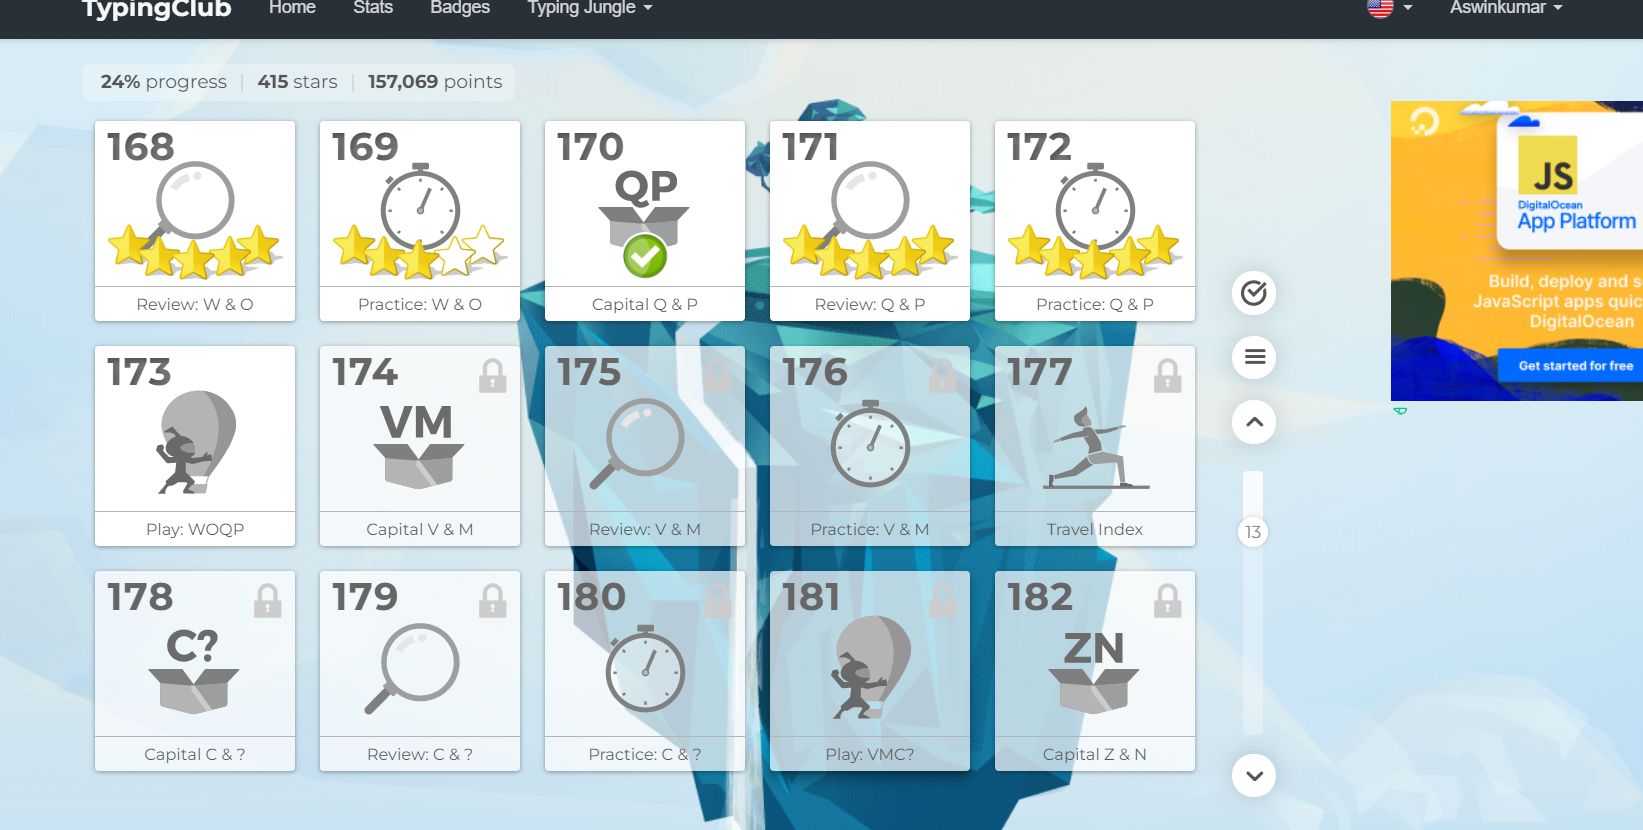 TypingClub Home Stats Badges Typing Jungle Aswinkumar
24% progress 415 stars 157,069 points
168 169 170 171 172
QP
Review: W & O Practice: W & O Capital Q & P Review: Q & P Practice: Q & P
JS
DigitalOcean
App Platform
Build, deploy and s
JavaScript apps quic
DigitalOcean
Get started for free
173 174 175 176 177
VM
Play: WOQP Capital V & M Review: V & M Practice: V & M Travel Index
13
178 179 180 181 182
C? ZN
Capital C & ? Review: C & ? Practice: C & ? Play: VMC? Capital Z & N